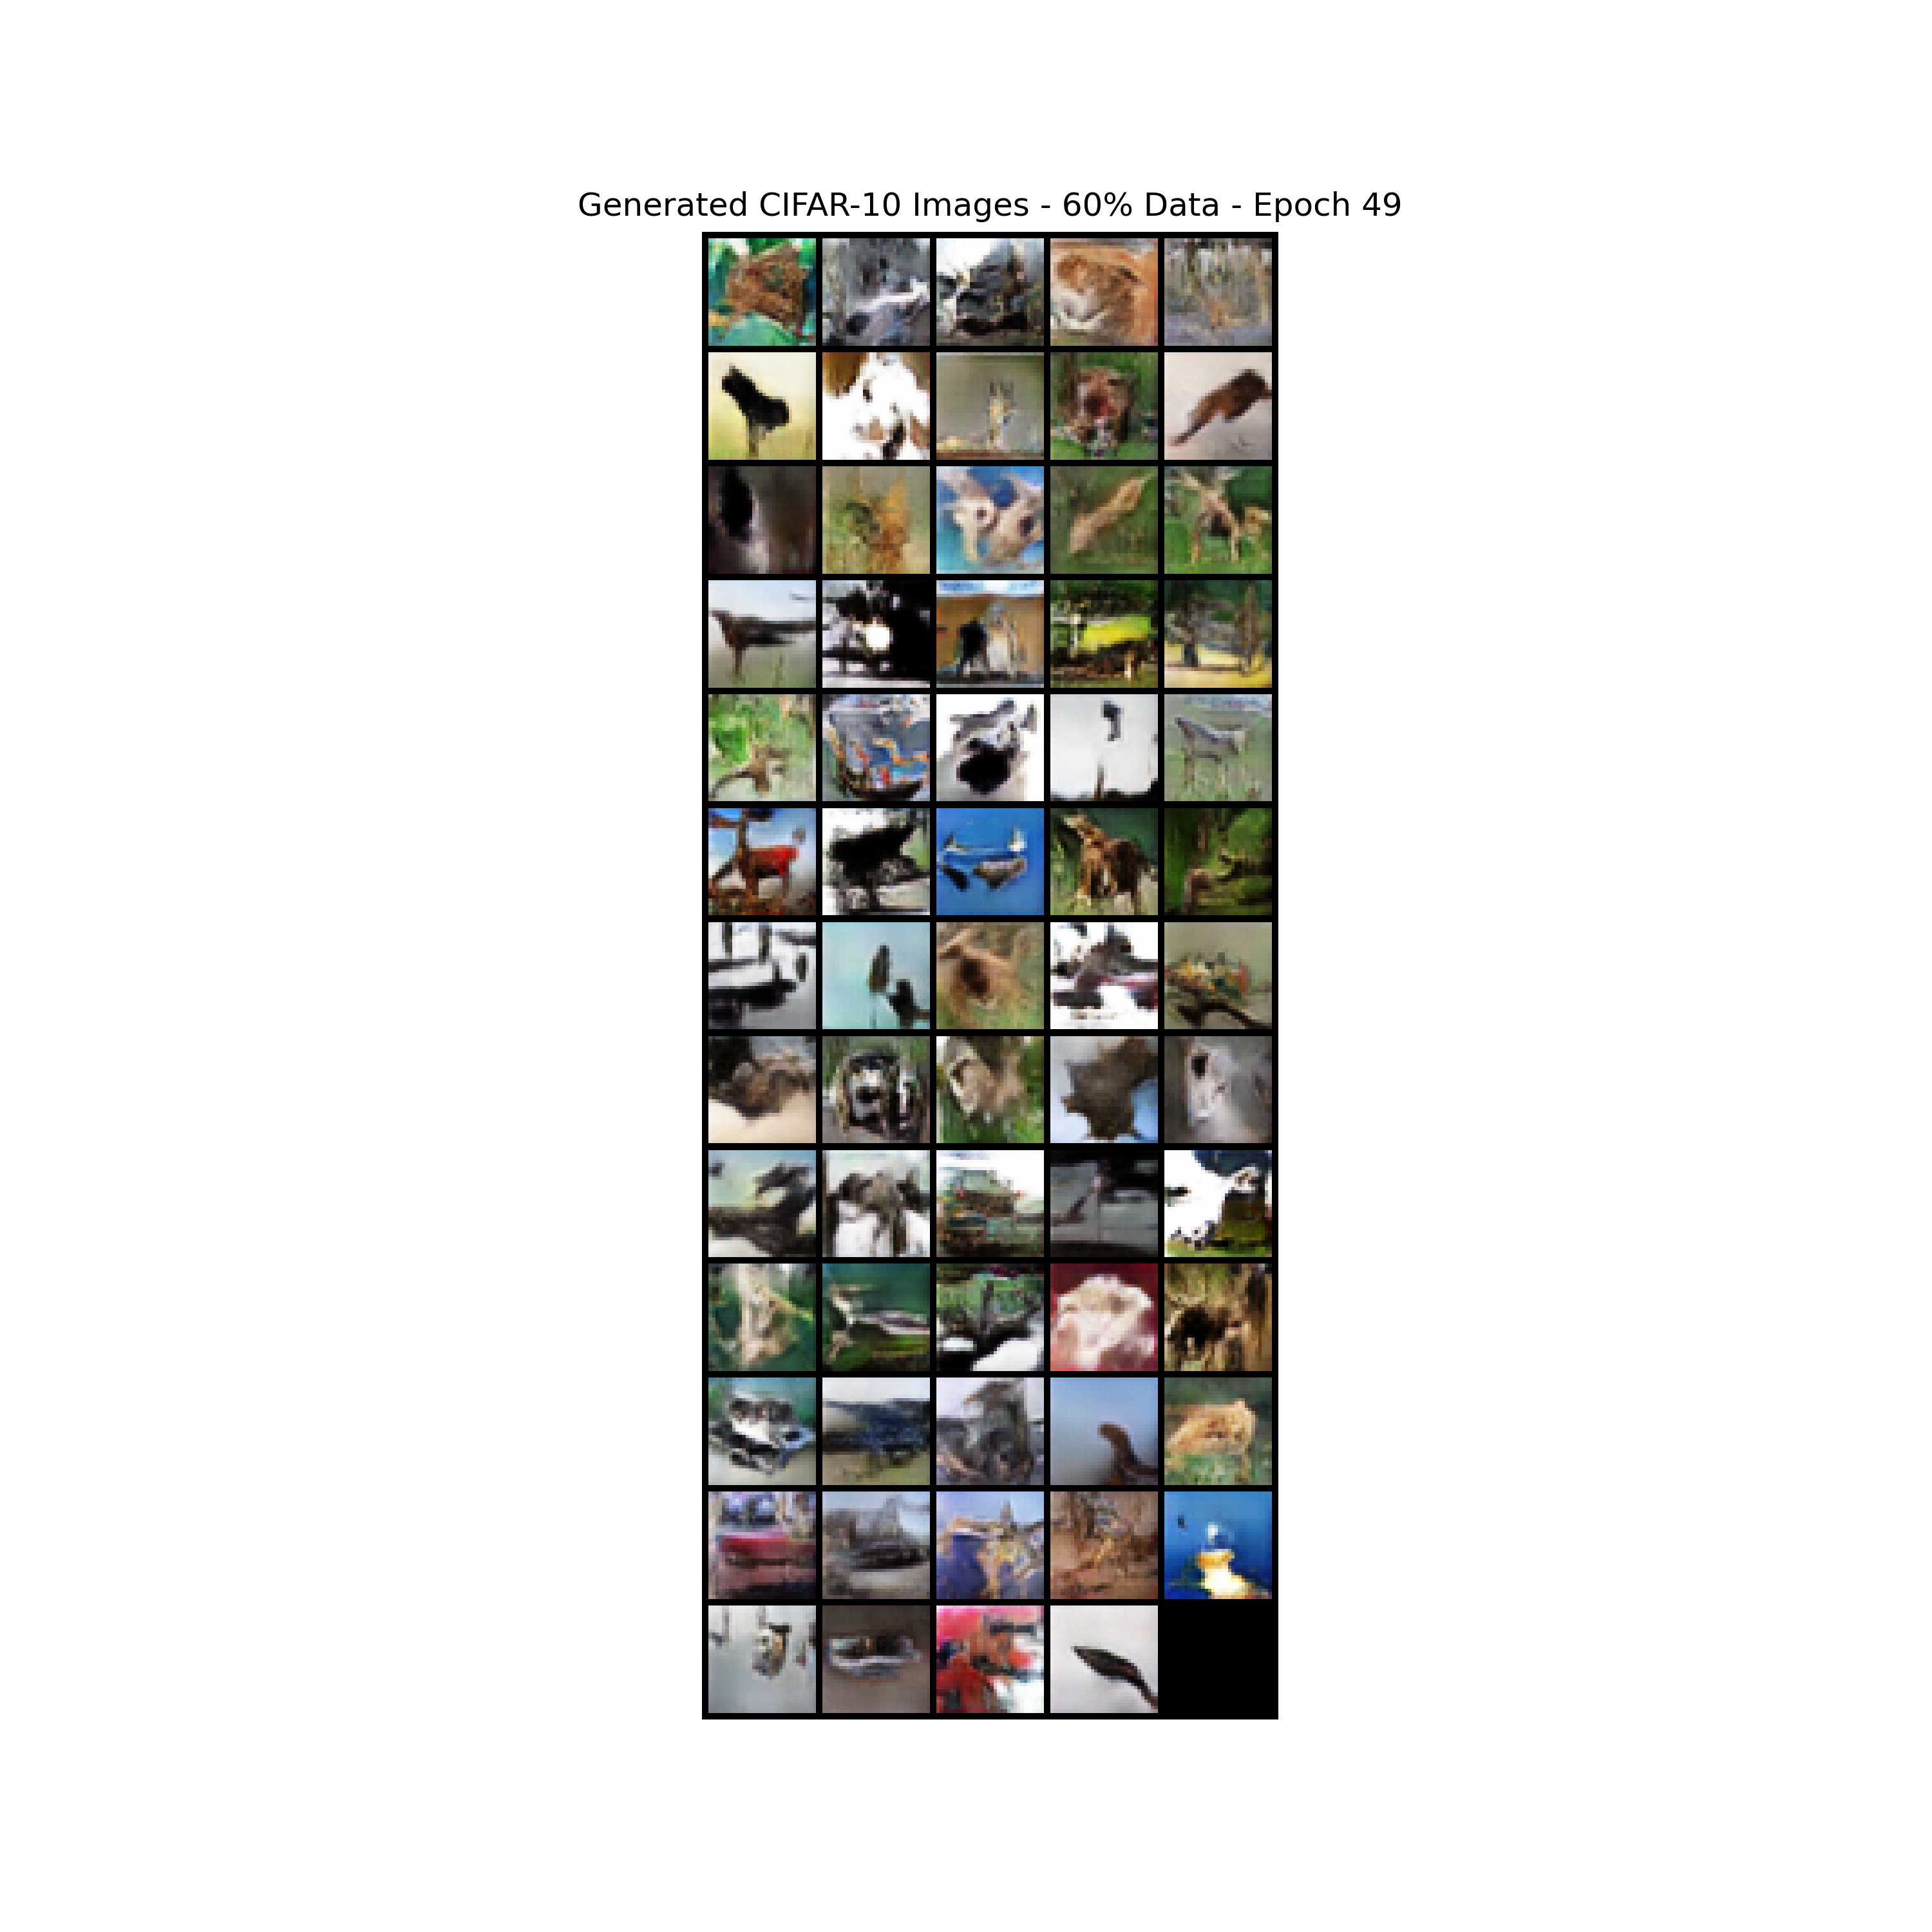 Generated CIFAR-10 Images - 60% Data - Epoch 49